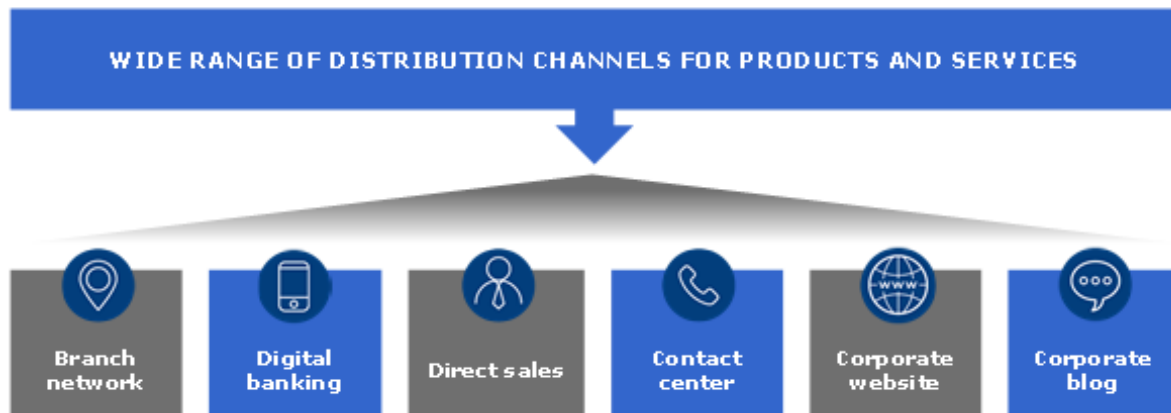 WIDE RANGE OF DISTRIBUTION CHANNELS FOR PRODUCTS AND SERVICES
Branch
network
Digital
banking
Direct sales
Contact
center
www
Corporate
website
Corporate
blog